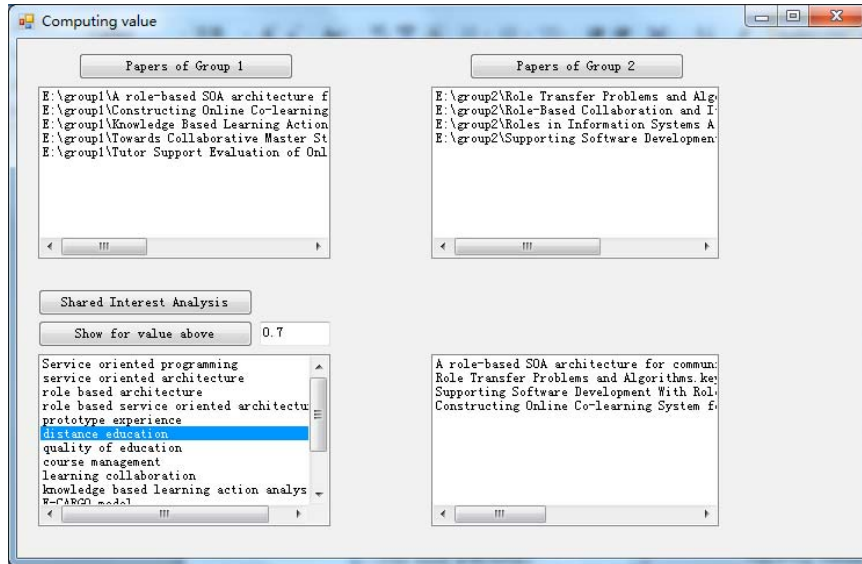 Computing value
Papers of Group 1
Papers of Group 2
E:\group1\A role-based SOA architecture f
E:\group1\Constructing Online Co-learning
E:\group1\Knowledge Based Learning Action
E:\group1\Towards Collaborative Master St
E:\group1\Tutor Support Evaluation of Onl
E:\group2\Role Transfer Problems and Alg
E:\group2\Role-Based Collaboration and I
E:\group2\Roles in Information Systems A
E:\group2\Supporting Software Developmen
Shared Interest Analysis
Show for value above
0.7
Service oriented programming
service oriented architecture
role based architecture
role based service oriented architectu
prototype experience
distance education
quality of education
course management
learning collaboration
knowledge based learning action analys
E-CARGO model
A role-based SOA architecture for commun
Role Transfer Problems and Algorithms.key
Supporting Software Development With Rol
Constructing Online Co-learning System f